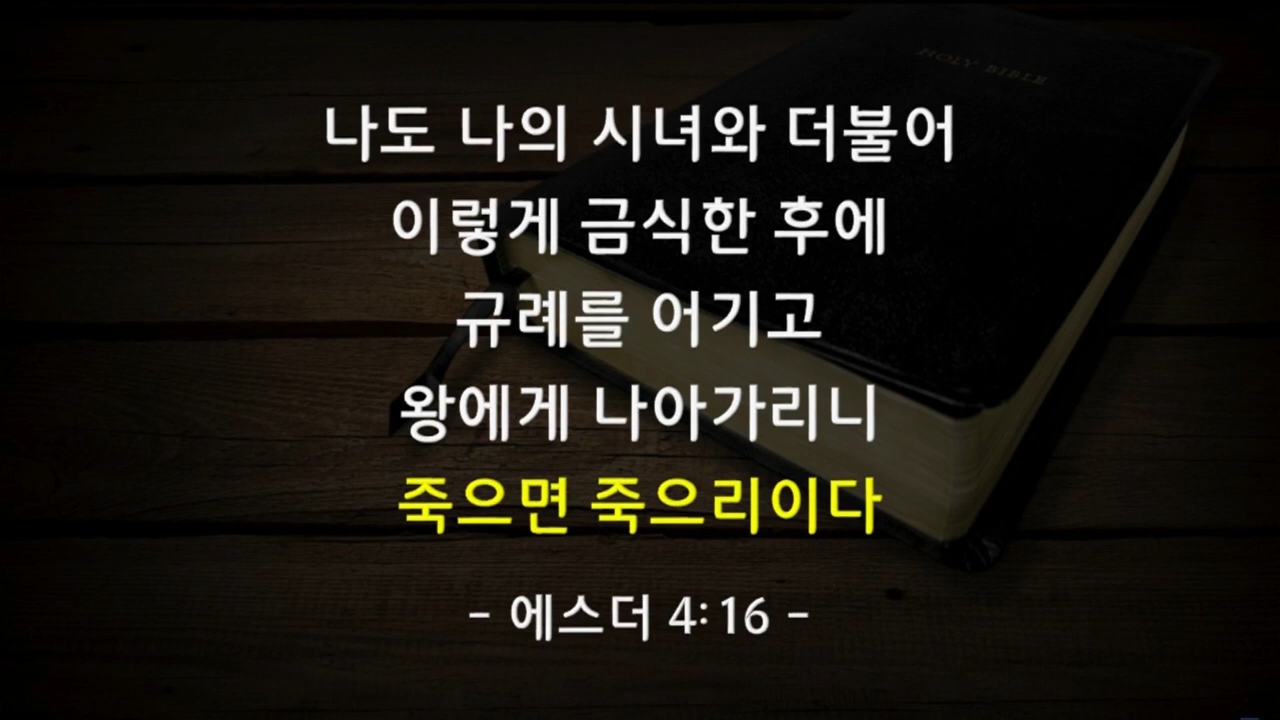 HOLY BIBLE
나도 나의 시녀와 더불어
이렇게 금식한 후에
규례를 어기고
왕에게 나아가리니
죽으면 죽으리이다
- 에스더 4:16 -